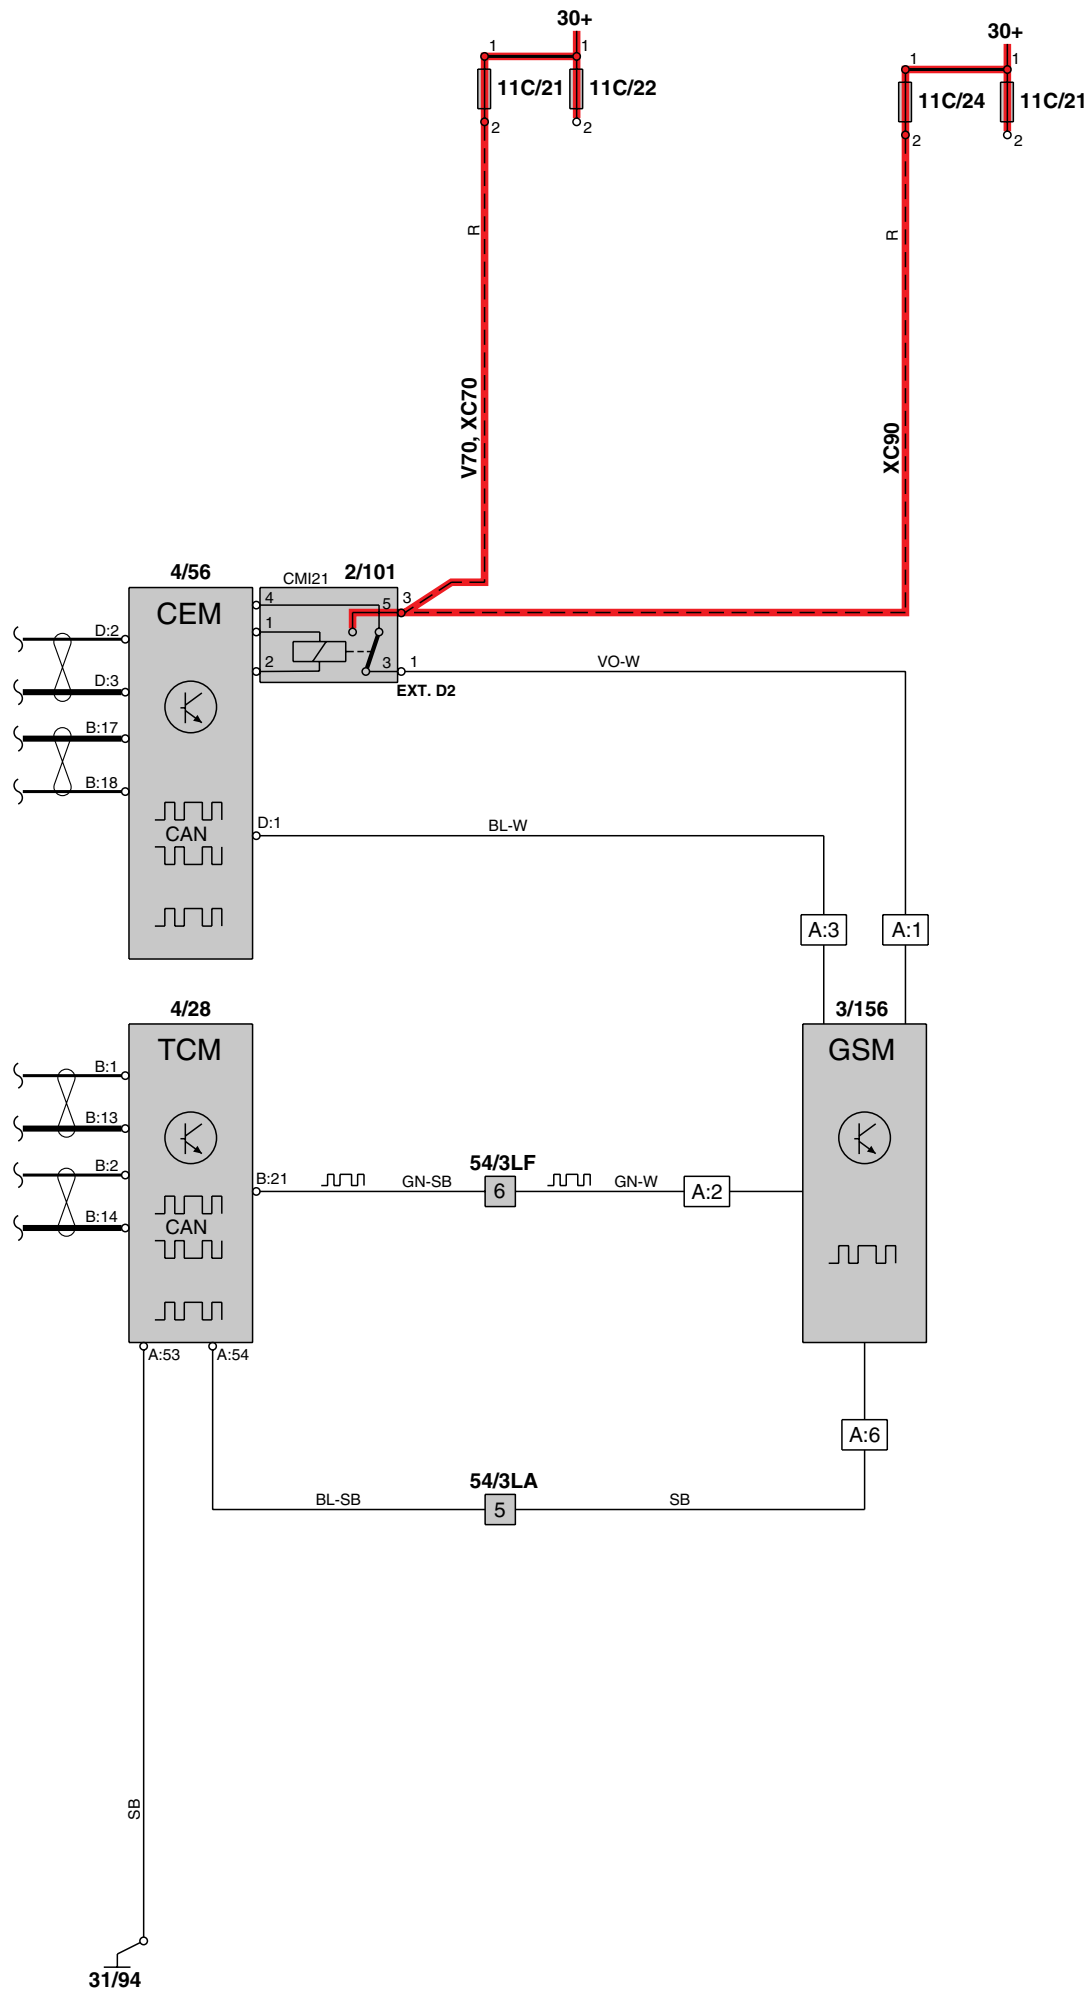 30+
30+
1
1
11C/21
11C/22
2
2
1
1
11C/24
11C/21
2
2
R
R
V70, XC70
XC90
4/56
CMI21
2/101
CEM
4
5
3
1
2
3
1
VO-W
EXT. D2
D:2
D:3
B:17
B:18
CAN
D:1
BL-W
A:3
A:1
4/28
3/156
TCM
GSM
B:1
B:13
B:2
B:14
CAN
B:21
GN-SB
54/3LF
6
GN-W
A:2
A:53
A:54
A:6
54/3LA
BL-SB
5
SB
SB
31/94